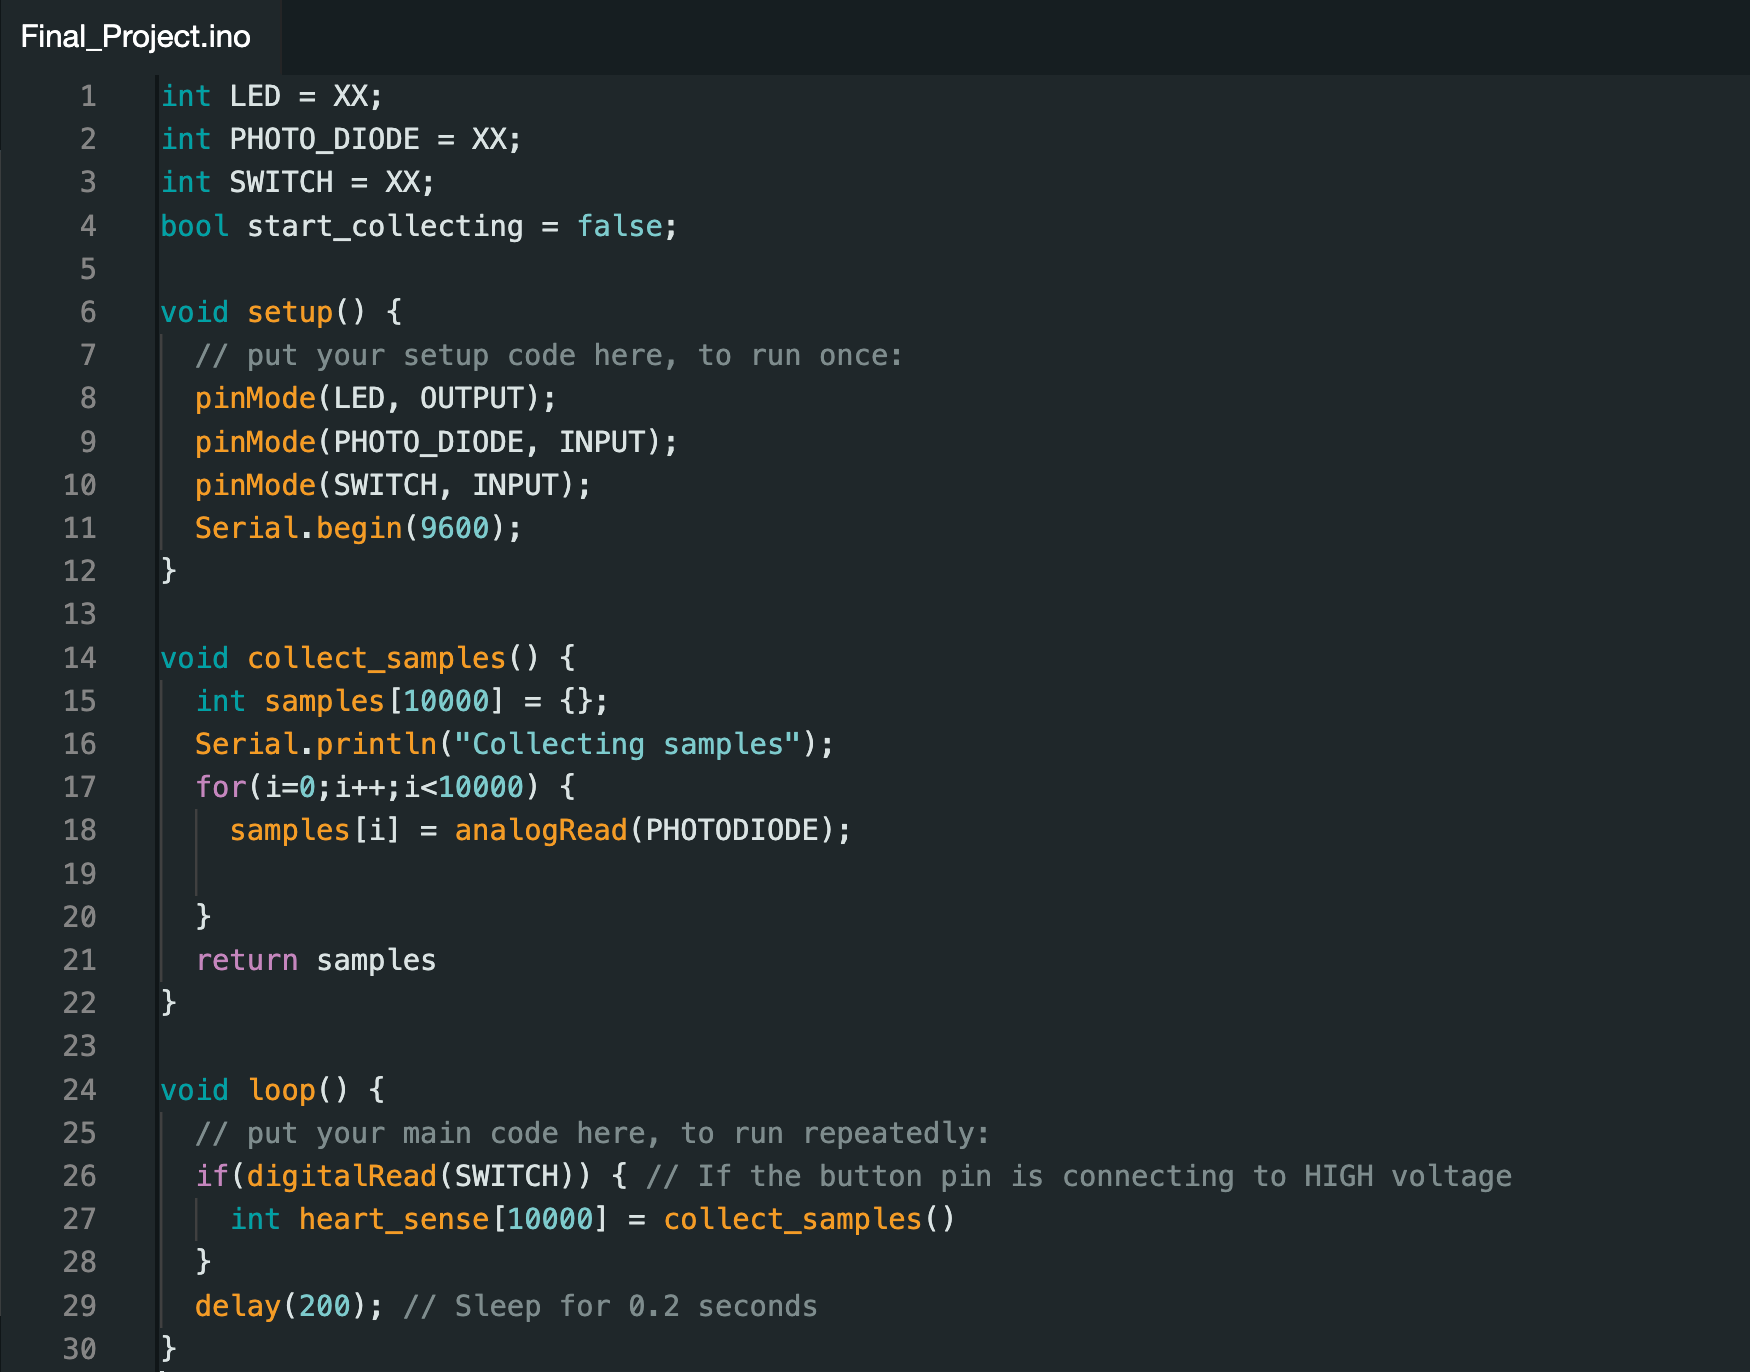 Final_Project.ino
1 int LED = XX;
2 int PHOTO_DIODE = XX;
3 int SWITCH = XX;
4 bool start_collecting = false;
5
6 void setup() {
7 // put your setup code here, to run once:
8 pinMode(LED, OUTPUT);
9 pinMode(PHOTO_DIODE, INPUT);
10 pinMode(SWITCH, INPUT);
11 Serial.begin(9600);
12 }
13
14 void collect_samples() {
15 int samples[10000] = {};
16 Serial.println("Collecting samples");
17 for(i=0;i++;i<10000) {
18 samples[i] = analogRead(PHOTODIODE);
19
20 }
21 return samples
22 }
23
24 void loop() {
25 // put your main code here, to run repeatedly:
26 if(digitalRead(SWITCH)) { // If the button pin is connecting to HIGH voltage
27 int heart_sense[10000] = collect_samples()
28 }
29 delay(200); // Sleep for 0.2 seconds
30 }